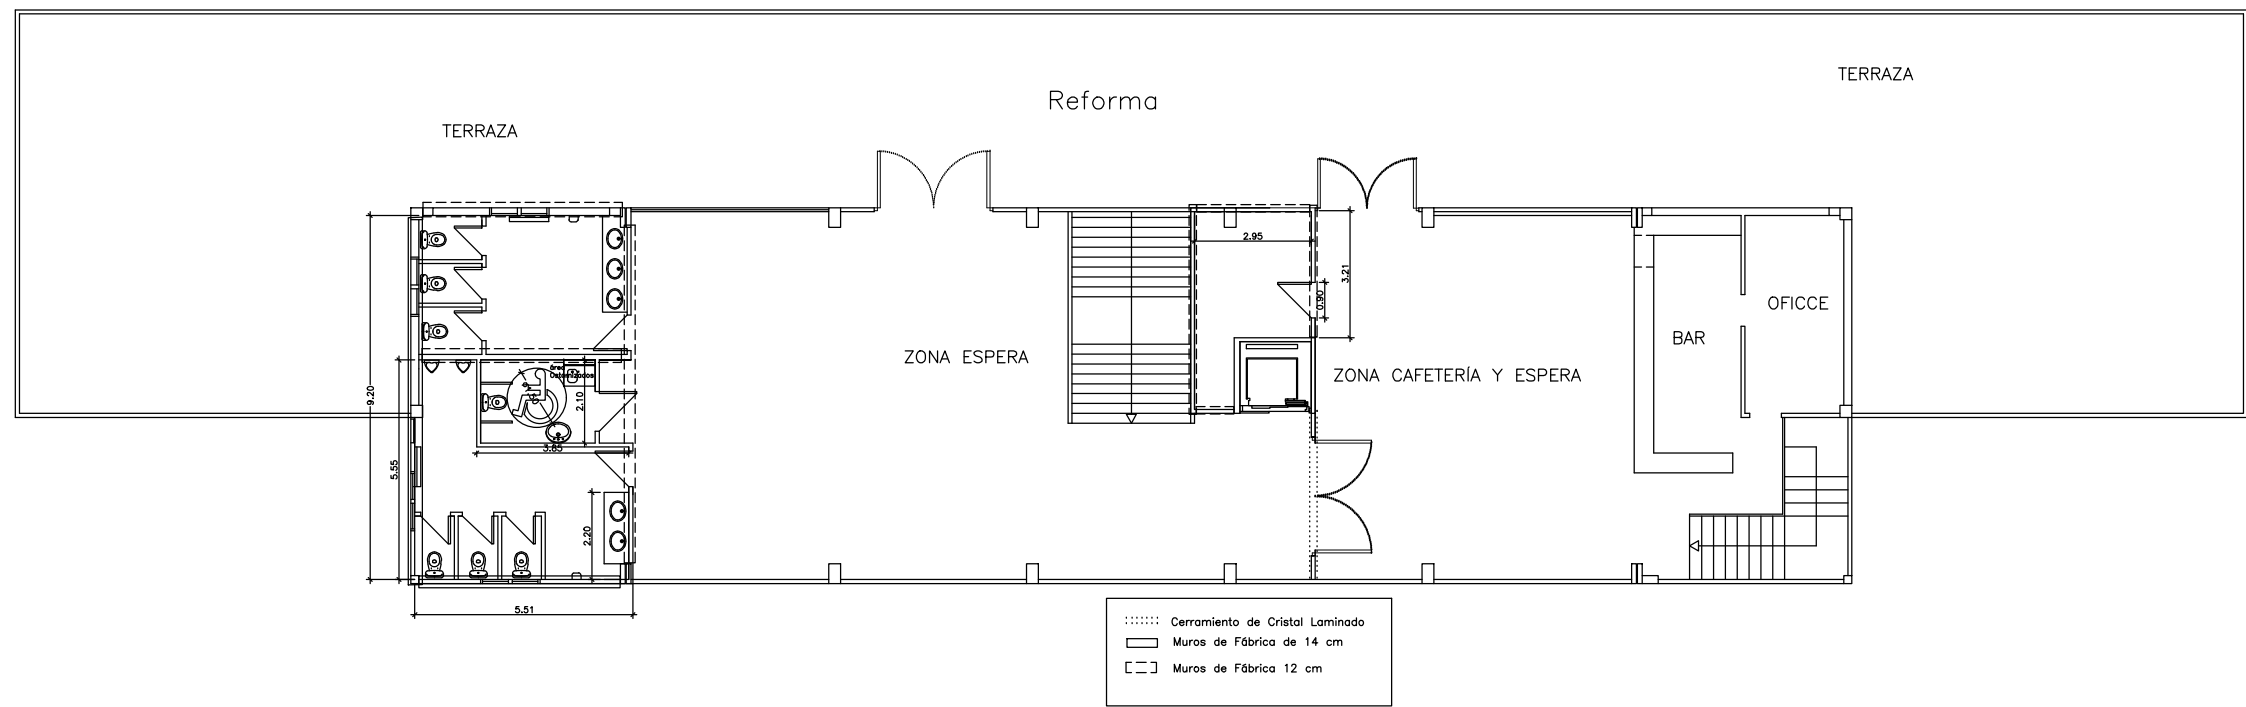 TERRAZA
Reforma
TERRAZA
2.95
3.21
0.90
OFICCE
BAR
ZONA ESPERA
ZONA CAFETERÍA Y ESPERA
área
9.20
2.10
3.85
5.55
2.20
5.51
Cerramiento de Cristal Laminado
Muros de Fábrica de 14 cm
Muros de Fábrica 12 cm